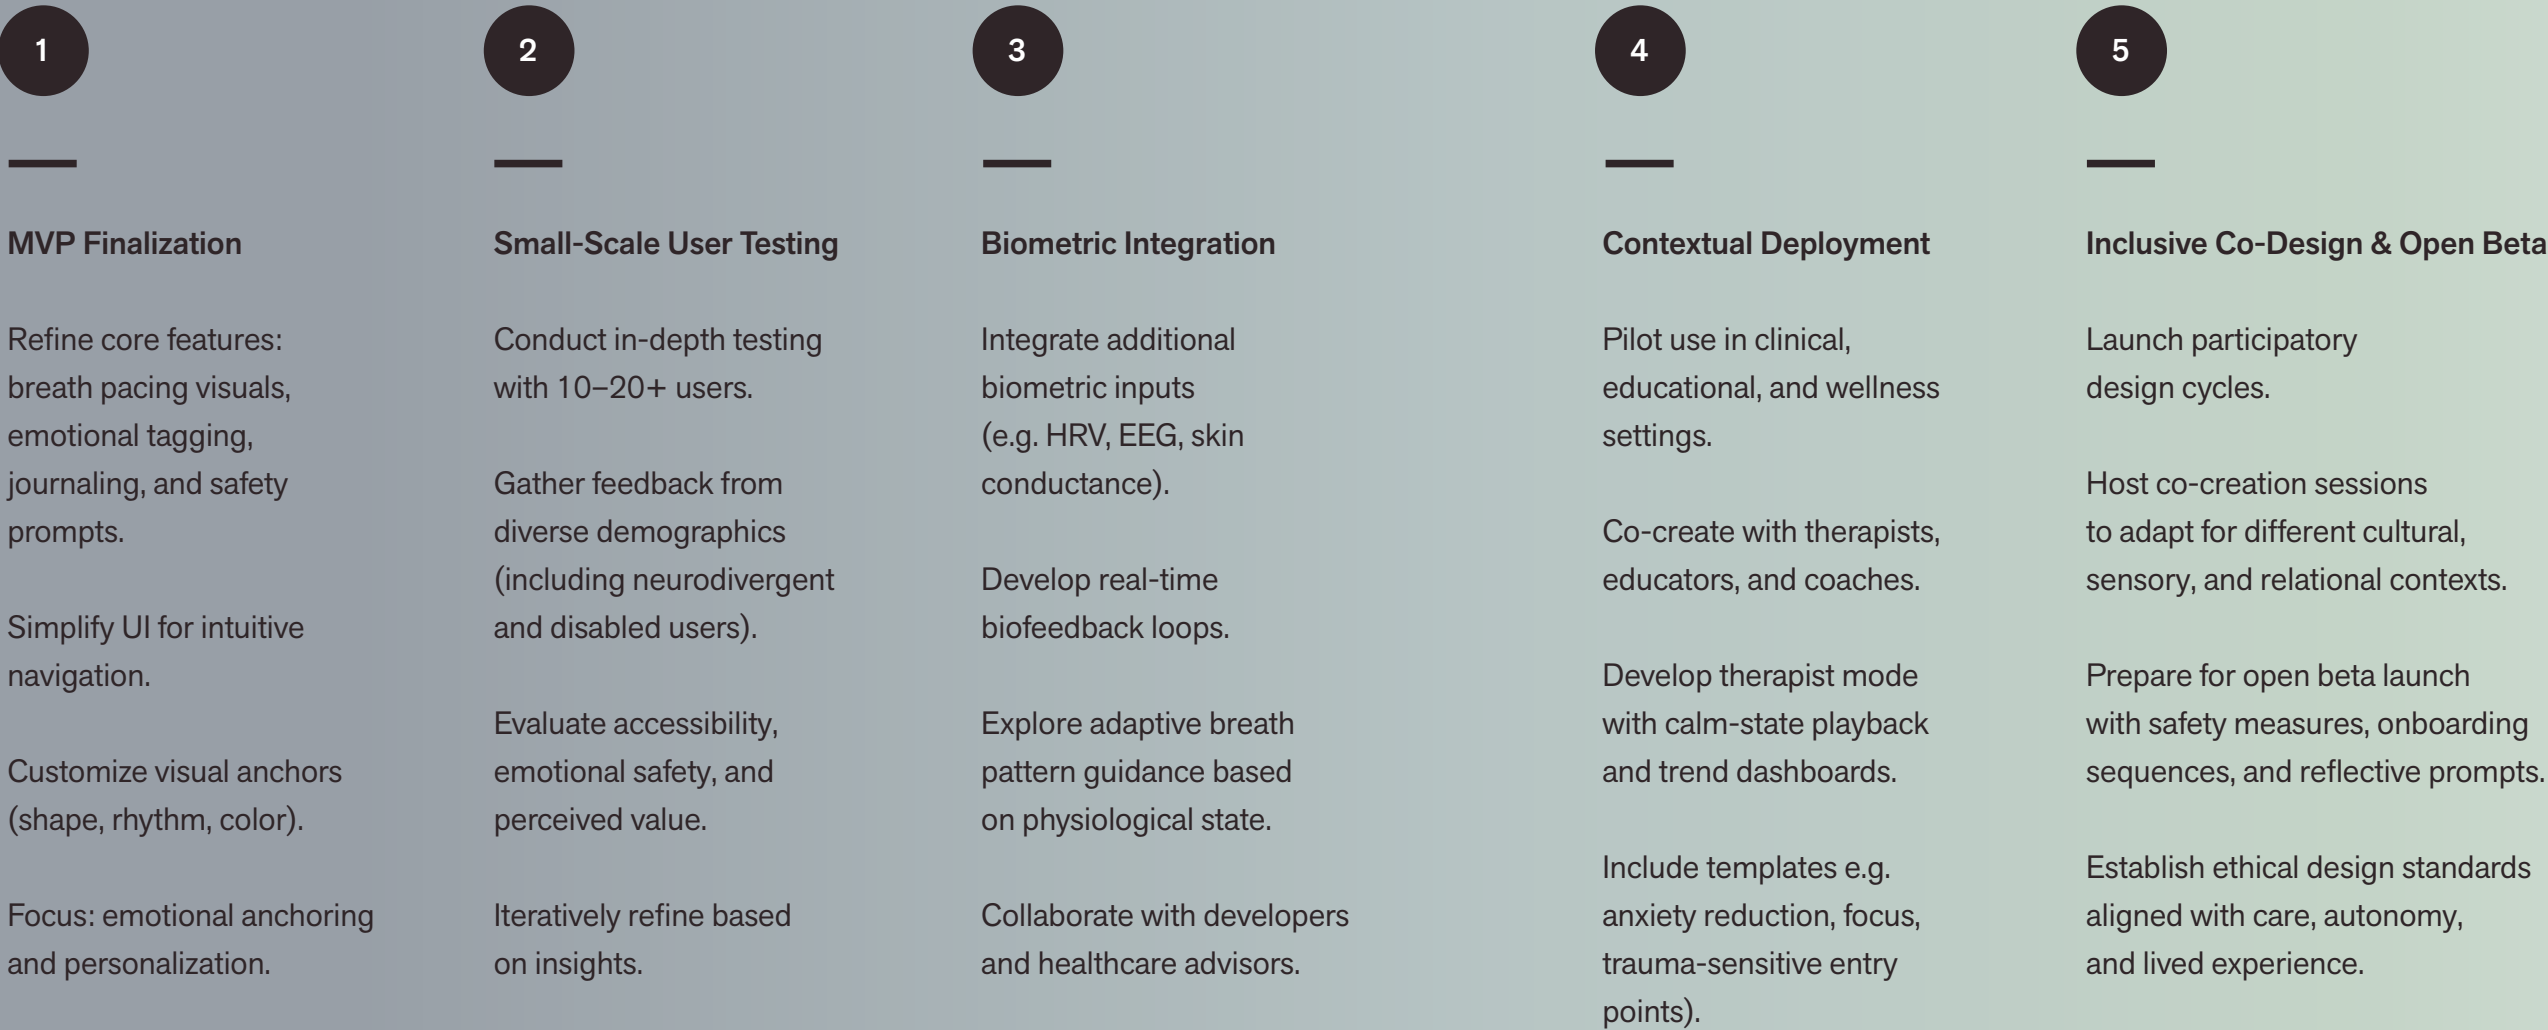 1
MVP Finalization
Refine core features:
breath pacing visuals,
emotional tagging,
journaling, and safety
prompts.
Simplify UI for intuitive
navigation.
Customize visual anchors
(shape, rhythm, color).
Focus: emotional anchoring
and personalization.
2
Small-Scale User Testing
Conduct in-depth testing
with 10–20+ users.
Gather feedback from
diverse demographics
(including neurodivergent
and disabled users).
Evaluate accessibility,
emotional safety, and
perceived value.
Iteratively refine based
on insights.
3
Biometric Integration
Integrate additional
biometric inputs
(e.g. HRV, EEG, skin
conductance).
Develop real-time
biofeedback loops.
Explore adaptive breath
pattern guidance based
on physiological state.
Collaborate with developers
and healthcare advisors.
4
Contextual Deployment
Pilot use in clinical,
educational, and wellness
settings.
Co-create with therapists,
educators, and coaches.
Develop therapist mode
with calm-state playback
and trend dashboards.
Include templates e.g.
anxiety reduction, focus,
trauma-sensitive entry
points).
5
Inclusive Co-Design & Open Beta
Launch participatory
design cycles.
Host co-creation sessions
to adapt for different cultural,
sensory, and relational contexts.
Prepare for open beta launch
with safety measures, onboarding
sequences, and reflective prompts.
Establish ethical design standards
aligned with care, autonomy,
and lived experience.